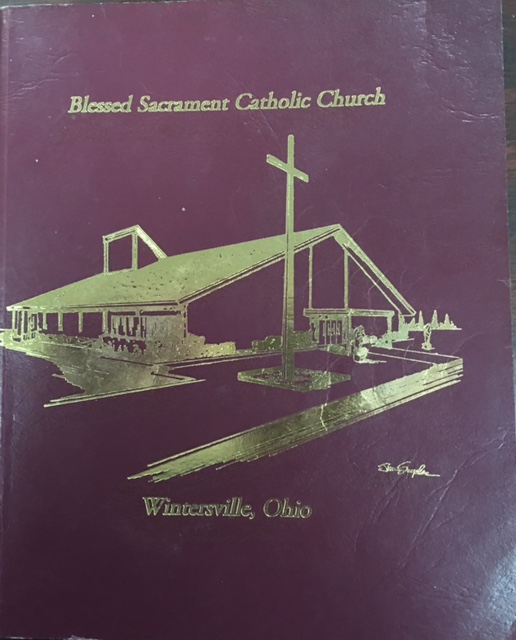 Blessed Sacrament Catholic Church
Wintersville, Ohio